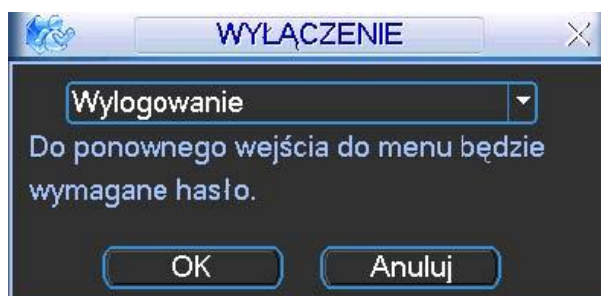 WYŁĄCZENIE
Wylogowanie
Do ponownego wejścia do menu będzie
wymagane hasło.
OK Anuluj